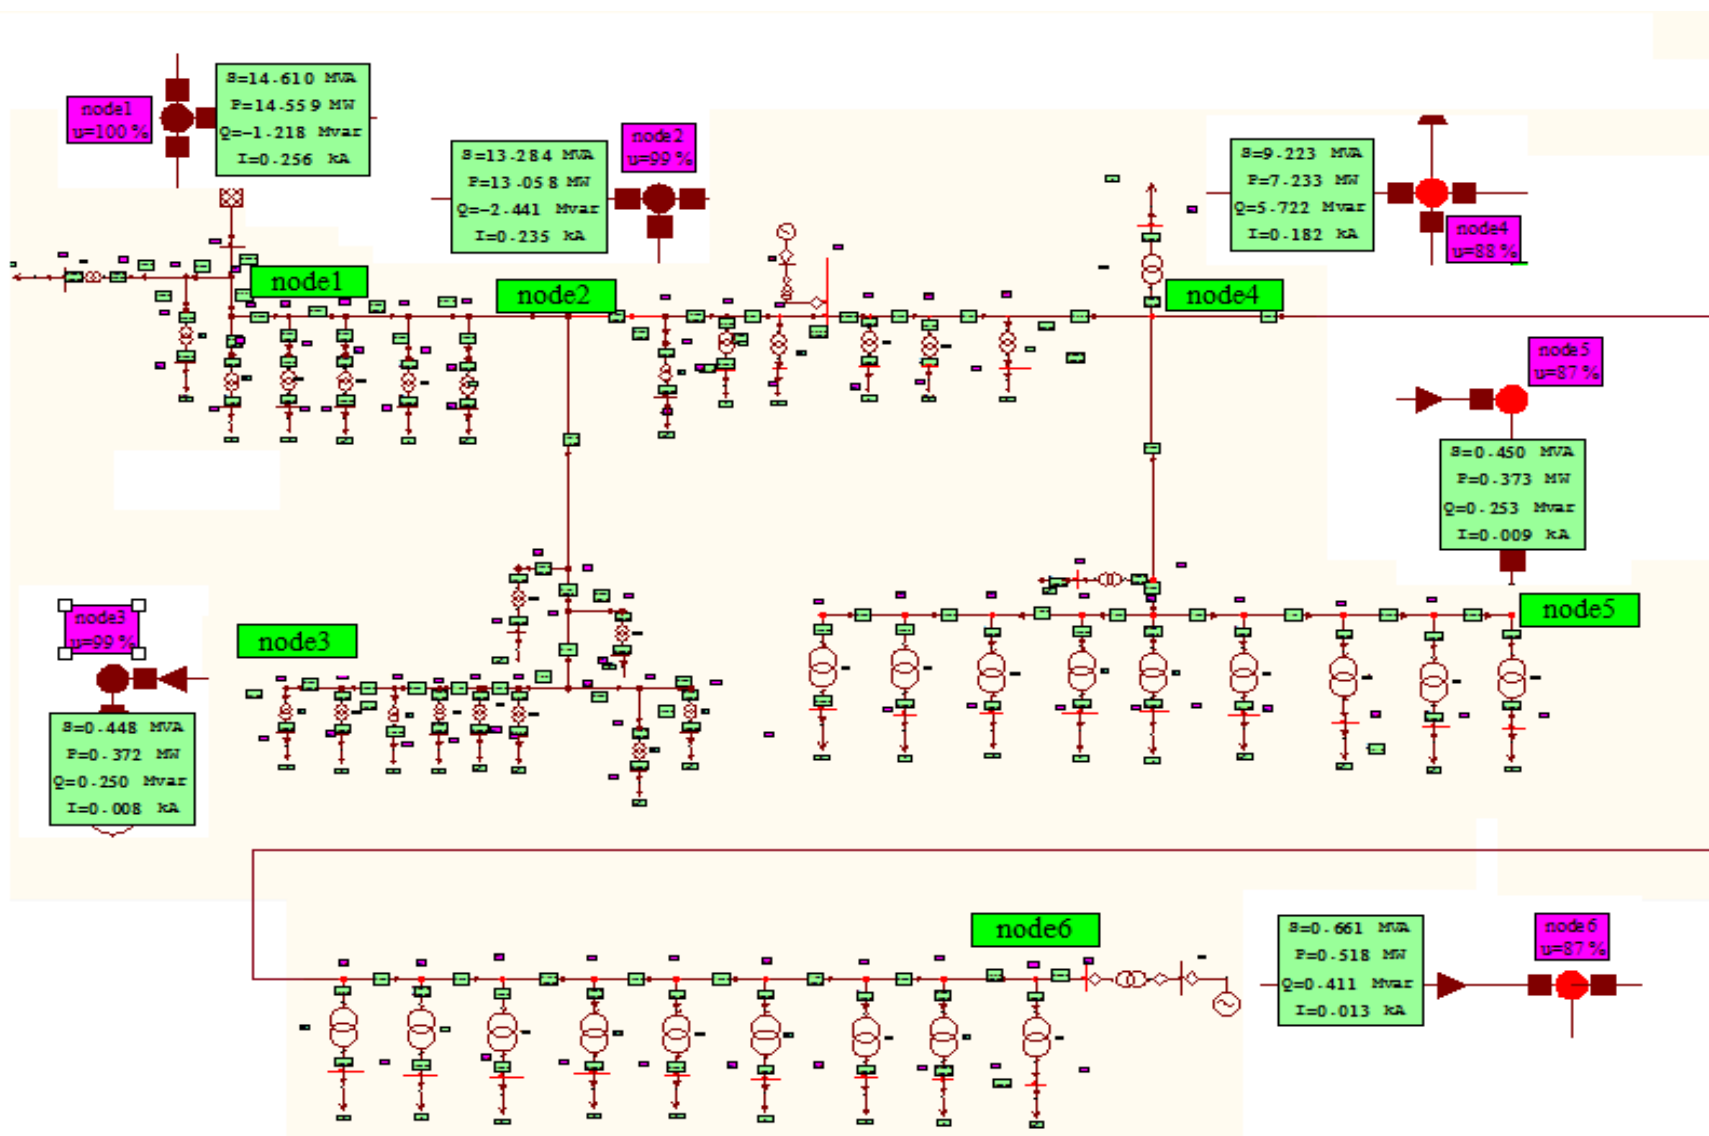 node1
u=100 %
S=14.610 MVA
P=14.559 MW
Q=-1.218 Mvar
I=0.256 kA
S=13.284 MVA
P=13.058 MW
Q=-2.441 Mvar
I=0.235 kA
node2
u=99 %
S=9.223 MVA
P=7.233 MW
Q=5.722 Mvar
I=0.182 kA
node4
u=88 %
node1
node2
node4
node5
u=87 %
S=0.450 MVA
P=0.373 MW
Q=0.253 Mvar
I=0.009 kA
node3
u=99 %
node3
node5
S=0.448 MVA
P=0.372 MW
Q=0.250 Mvar
I=0.008 kA
node6
S=0.661 MVA
P=0.518 MW
Q=0.411 Mvar
I=0.013 kA
node6
u=87 %